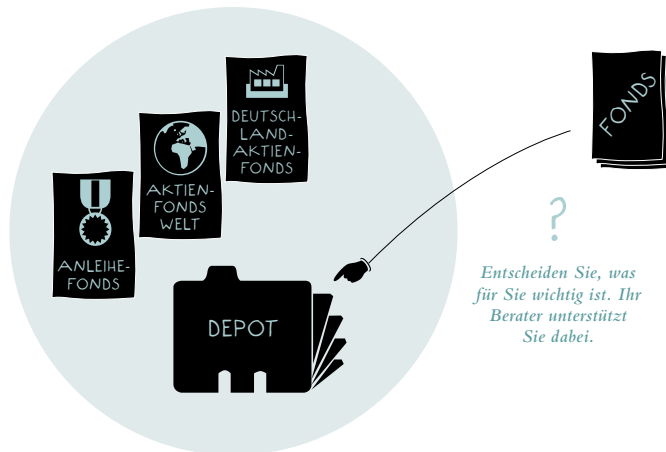 DEUTSCH-
LAND-
AKTIEN-
FONDS
AKTIEN-
FONDS
WELT
ANLEIHE-
FONDS
DEPOT
FONDS
?
Entscheiden Sie, was
für Sie wichtig ist. Ihr
Berater unterstützt
Sie dabei.